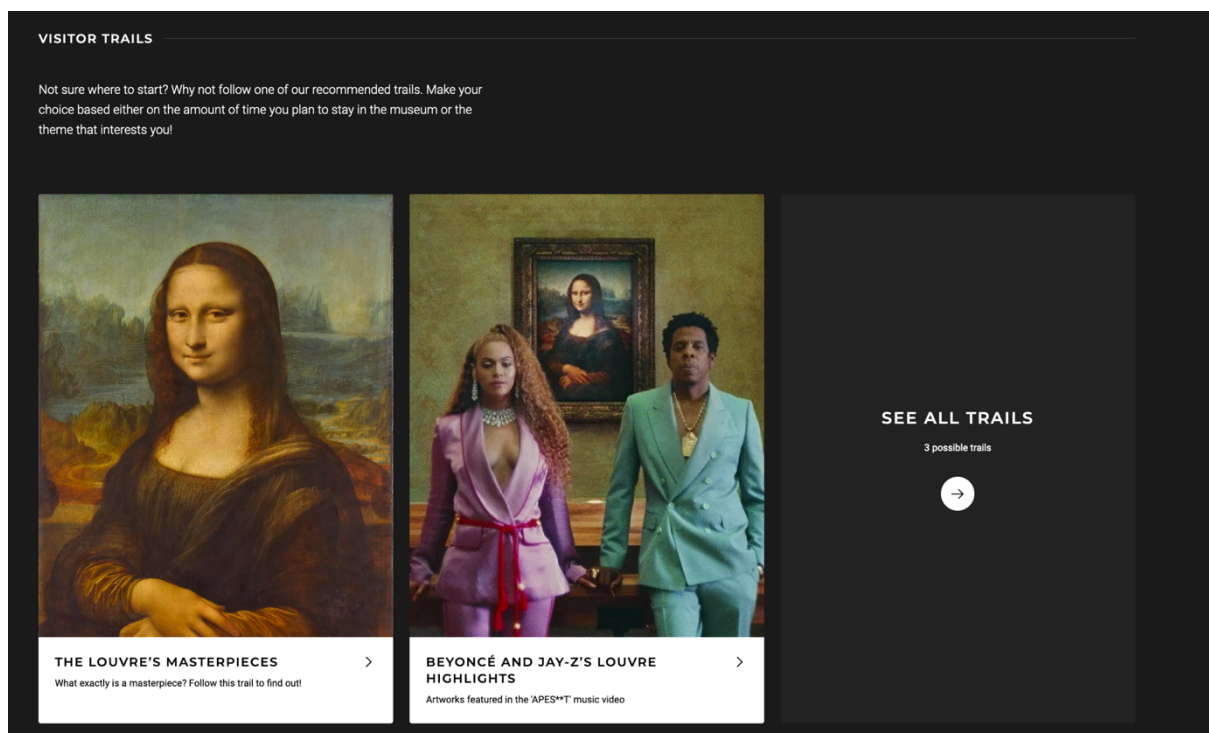 VISITOR TRAILS
Not sure where to start? Why not follow one of our recommended trails. Make your
choice based either on the amount of time you plan to stay in the museum or the
theme that interests you!
THE LOUVRE’S MASTERPIECES
What exactly is a masterpiece? Follow this trail to find out!
BEYONCÉ AND JAY-Z’S LOUVRE
HIGHLIGHTS
Artworks featured in the 'APES**T' music video
SEE ALL TRAILS
3 possible trails